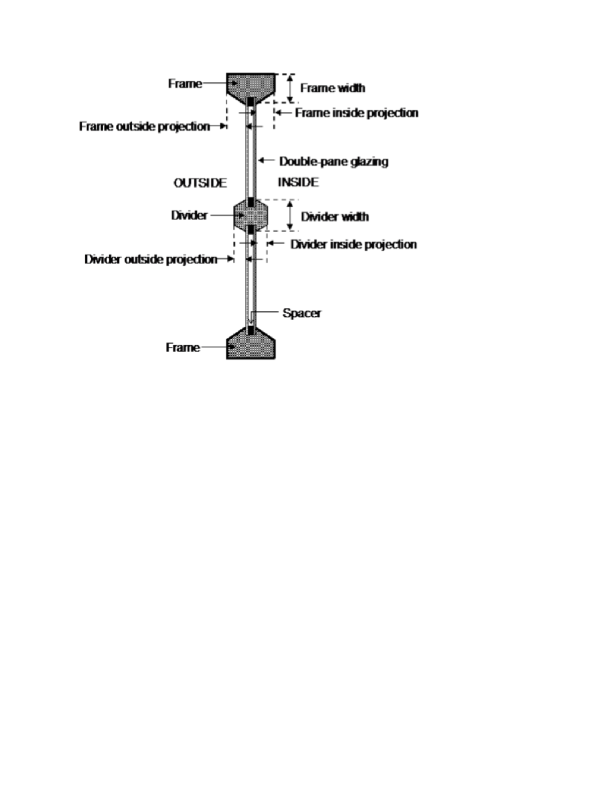 Frame
Frame width
Frame inside projection
Frame outside projection
Double-pane glazing
OUTSIDE
INSIDE
Divider
Divider width
Divider inside projection
Divider outside projection
Spacer
Frame